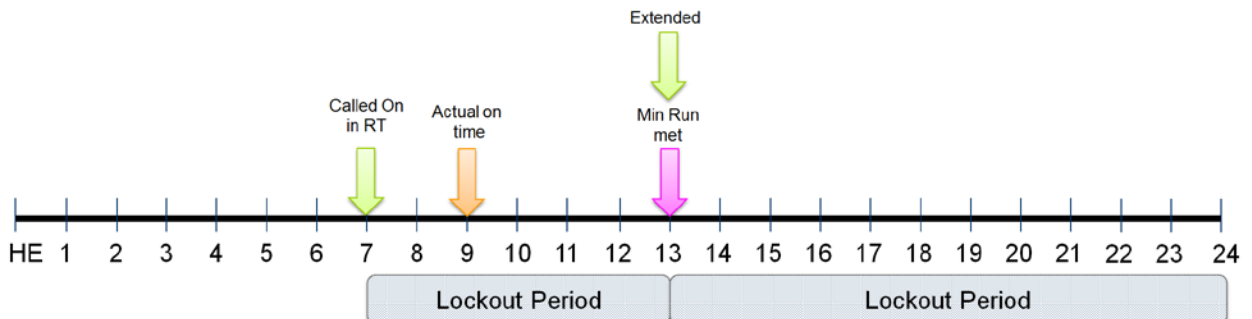 Extended
Called On
in RT
Actual on
time
Min Run
met
HE 1 2 3 4 5 6 7 8 9 10 11 12 13 14 15 16 17 18 19 20 21 22 23 24
Lockout Period Lockout Period